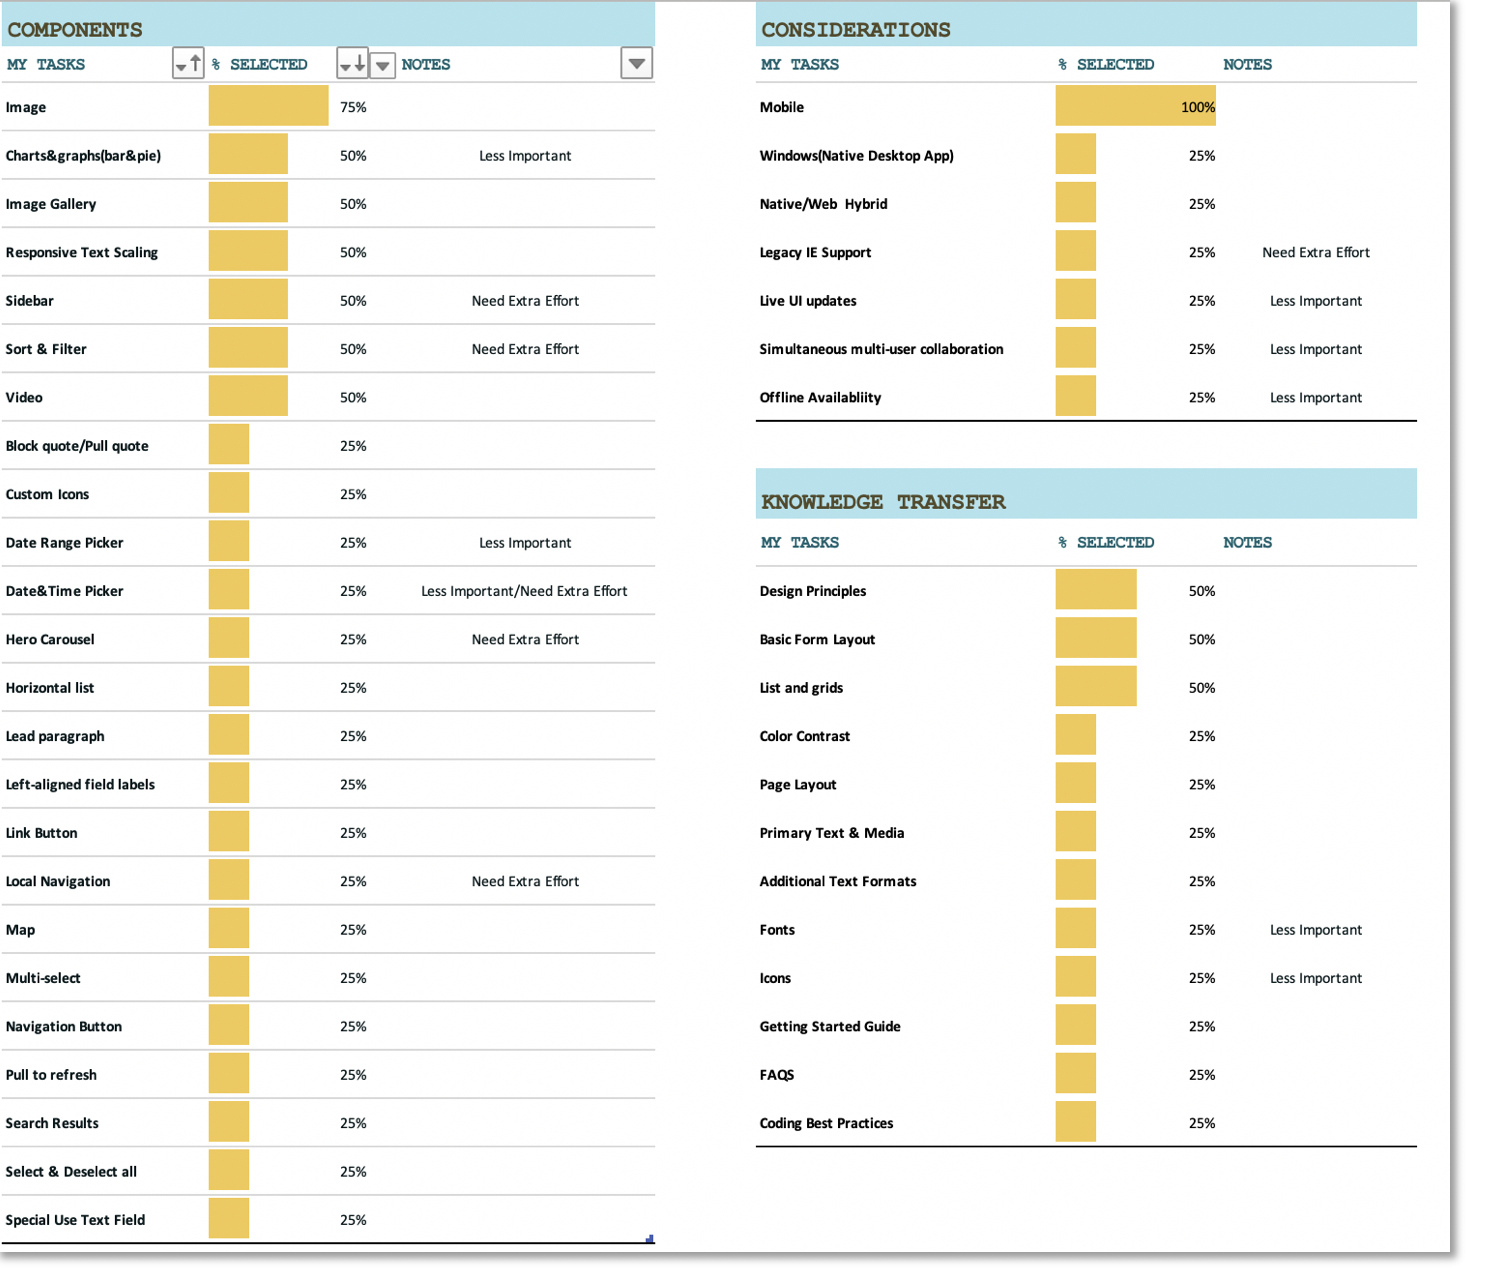 COMPONENTS
MY TASKS % SELECTED NOTES
Image 75%
Charts&graphs(bar&pie) 50% Less Important
Image Gallery 50%
Responsive Text Scaling 50%
Sidebar 50% Need Extra Effort
Sort & Filter 50% Need Extra Effort
Video 50%
Block quote/Pull quote 25%
Custom Icons 25%
Date Range Picker 25% Less Important
Date&Time Picker 25% Less Important/Need Extra Effort
Hero Carousel 25% Need Extra Effort
Horizontal list 25%
Lead paragraph 25%
Left-aligned field labels 25%
Link Button 25%
Local Navigation 25% Need Extra Effort
Map 25%
Multi-select 25%
Navigation Button 25%
Pull to refresh 25%
Search Results 25%
Select & Deselect all 25%
Special Use Text Field 25%
CONSIDERATIONS
MY TASKS % SELECTED NOTES
Mobile 100%
Windows(Native Desktop App) 25%
Native/Web Hybrid 25%
Legacy IE Support 25% Need Extra Effort
Live UI updates 25% Less Important
Simultaneous multi-user collaboration 25% Less Important
Offline Availabliity 25% Less Important
KNOWLEDGE TRANSFER
MY TASKS % SELECTED NOTES
Design Principles 50%
Basic Form Layout 50%
List and grids 50%
Color Contrast 25%
Page Layout 25%
Primary Text & Media 25%
Additional Text Formats 25%
Fonts 25% Less Important
Icons 25% Less Important
Getting Started Guide 25%
FAQS 25%
Coding Best Practices 25%